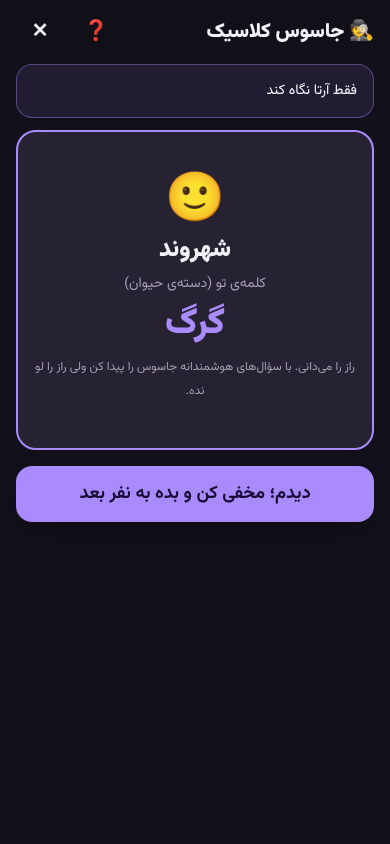 🕵️ جاسوس کلاسیک ❓ ✕
فقط آرتا نگاه کند
شهروند
کلمه‌ی تو (دسته‌ی حیوان)
گرگ
راز را می‌دانی. با سؤال‌های هوشمندانه جاسوس را پیدا کن ولی راز را لو
نده.
دیدم؛ مخفی کن و بده به نفر بعد